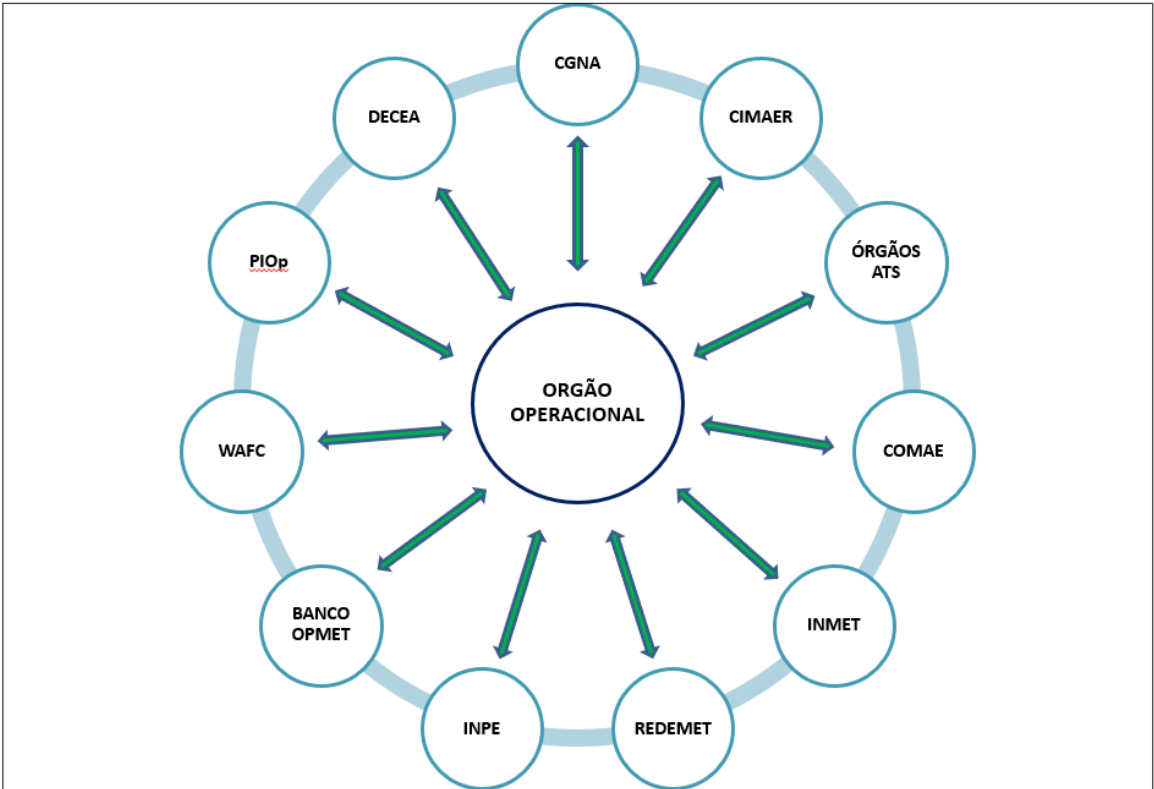 CGNA
DECEA
CIMAER
PIOp
ÓRGÃOS
ATS
ORGÃO
OPERACIONAL
WAFC
COMAE
BANCO
OPMET
INMET
INPE
REDEMET